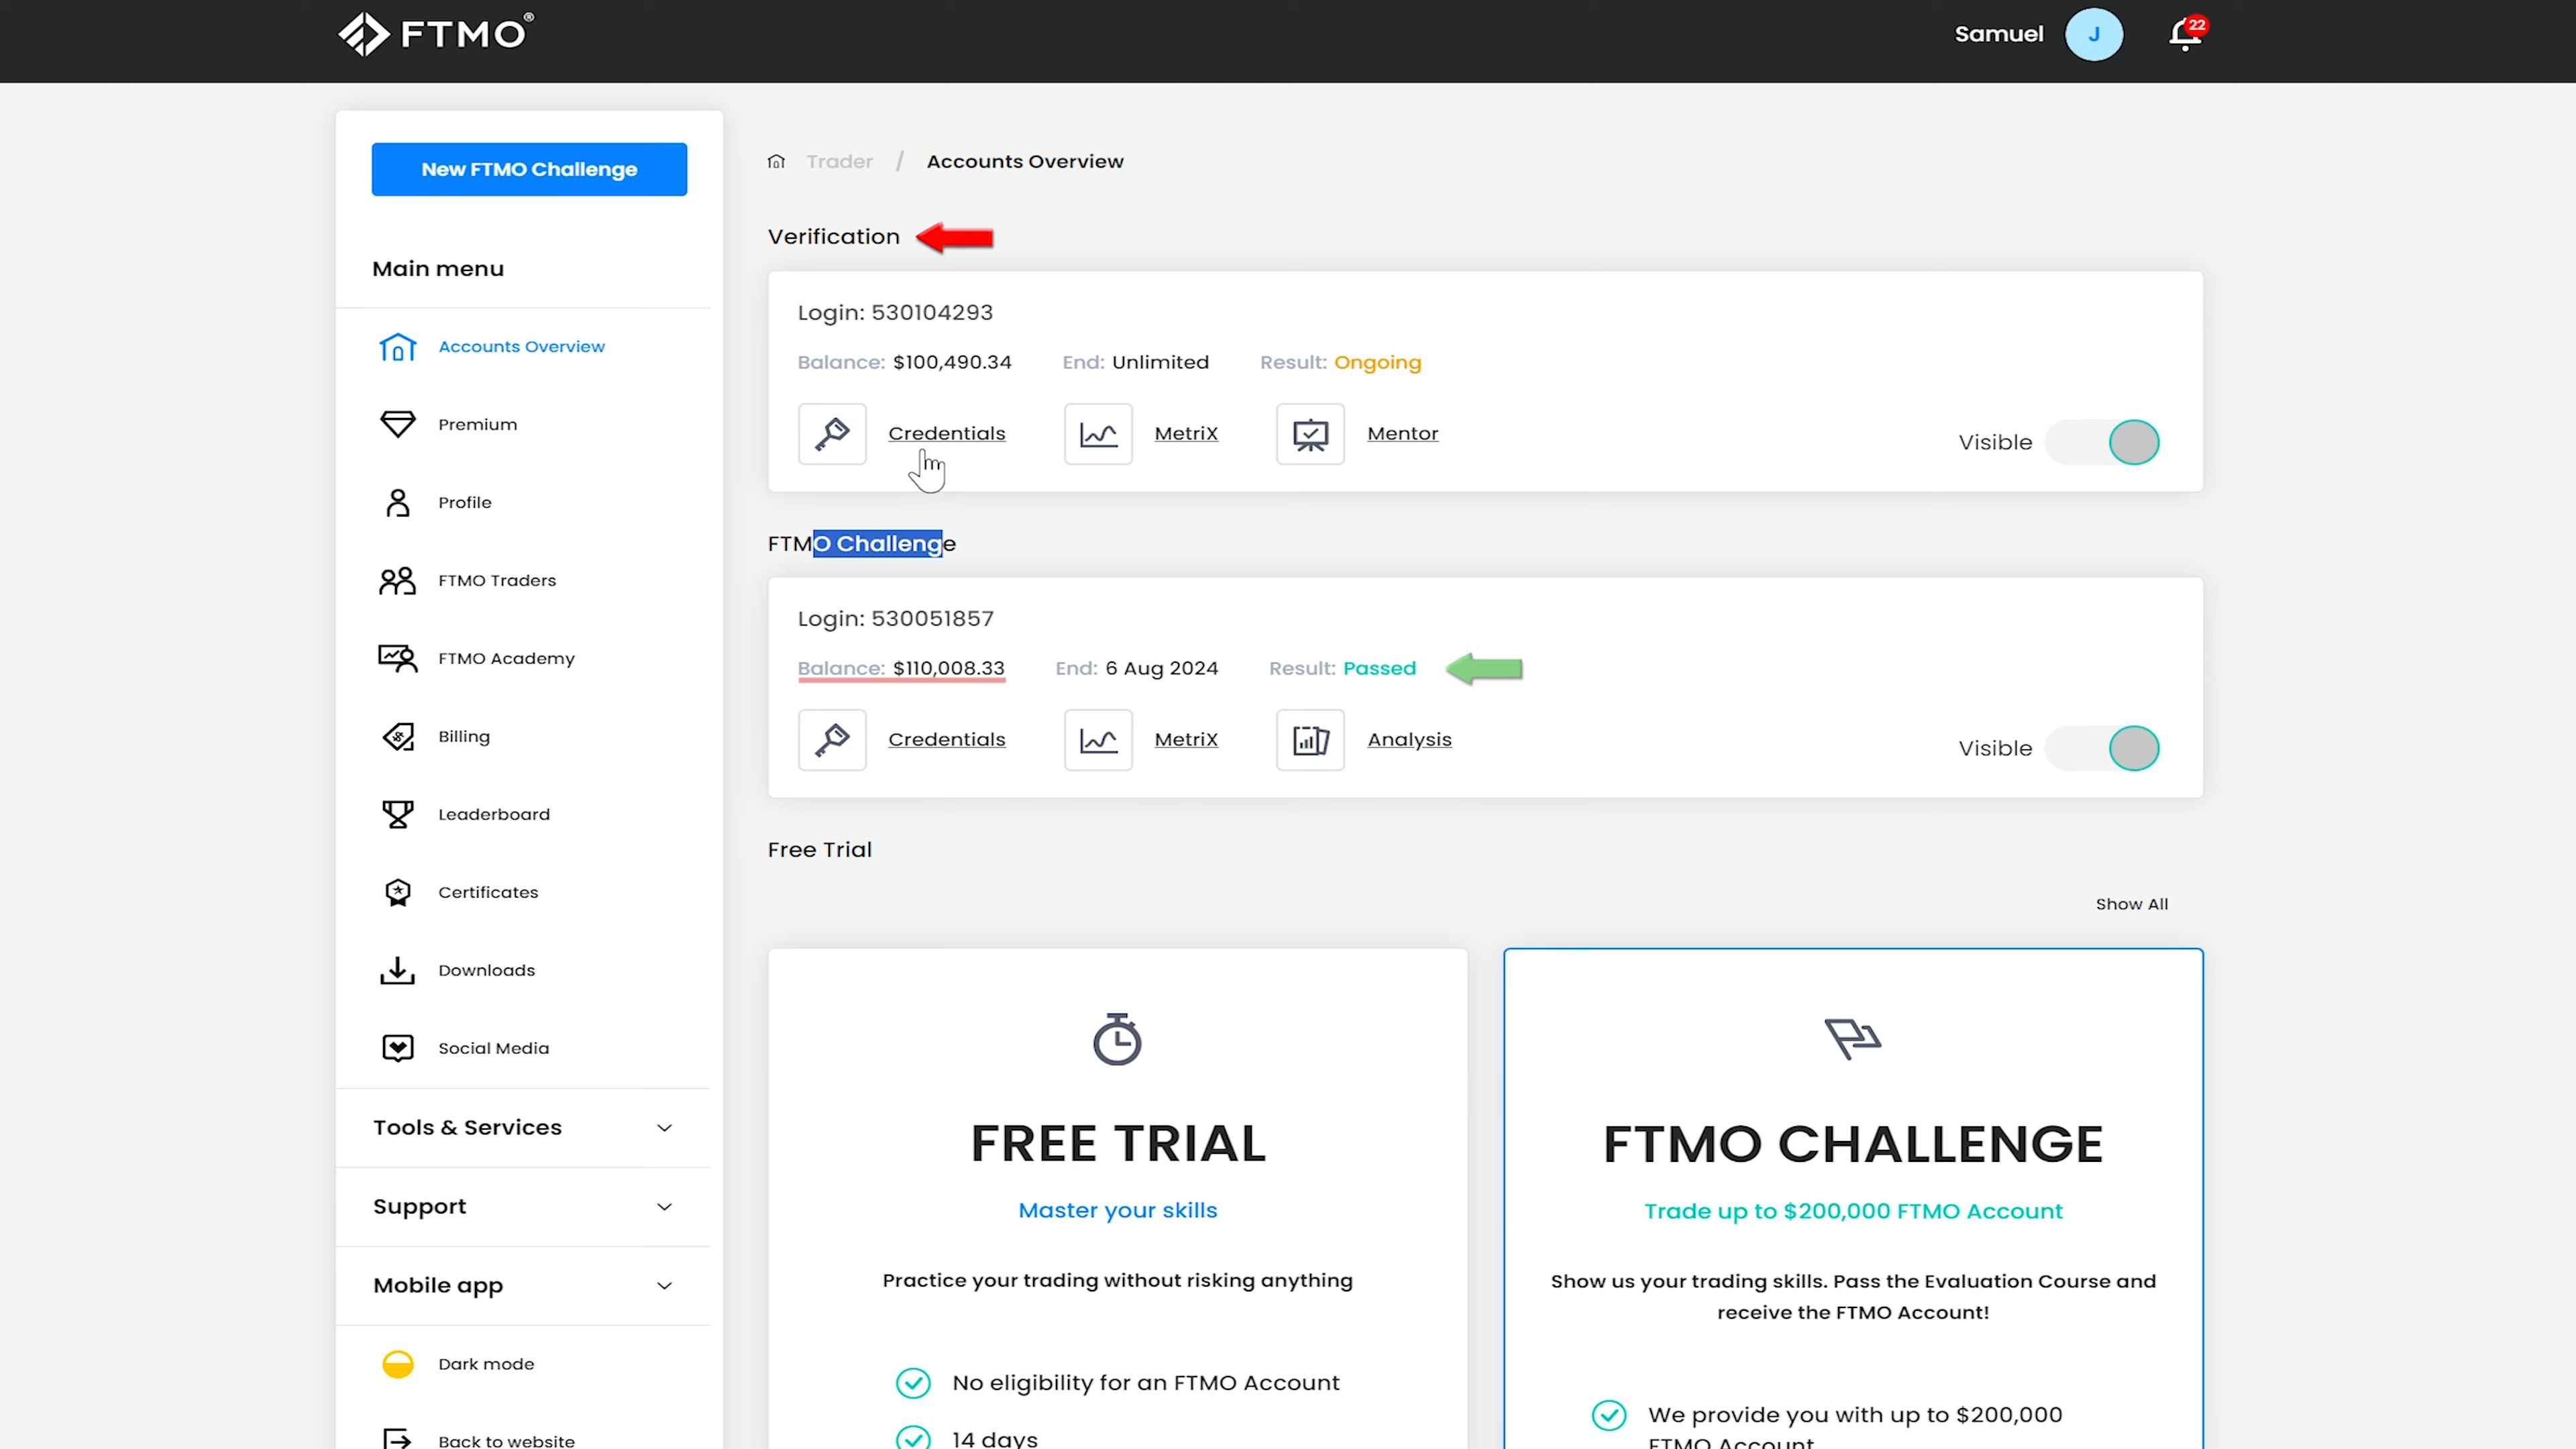 FTMO®
Samuel
J
22
New FTMO Challenge
Main menu
Accounts Overview
Premium
Profile
FTMO Traders
FTMO Academy
Billing
Leaderboard
Certificates
Downloads
Social Media
Tools & Services
Support
Mobile app
Dark mode
Back to website
Trader / Accounts Overview
Verification
Login: 530104293
Balance: $100,490.34 End: Unlimited Result: Ongoing
Credentials MetriX Mentor
Visible
FTMO Challenge
Login: 530051857
Balance: $110,008.33 End: 6 Aug 2024 Result: Passed
Credentials MetriX Analysis
Visible
Free Trial
Show All
FREE TRIAL
Master your skills
Practice your trading without risking anything
No eligibility for an FTMO Account
14 days
FTMO CHALLENGE
Trade up to $200,000 FTMO Account
Show us your trading skills. Pass the Evaluation Course and
receive the FTMO Account!
We provide you with up to $200,000
FTMO Account